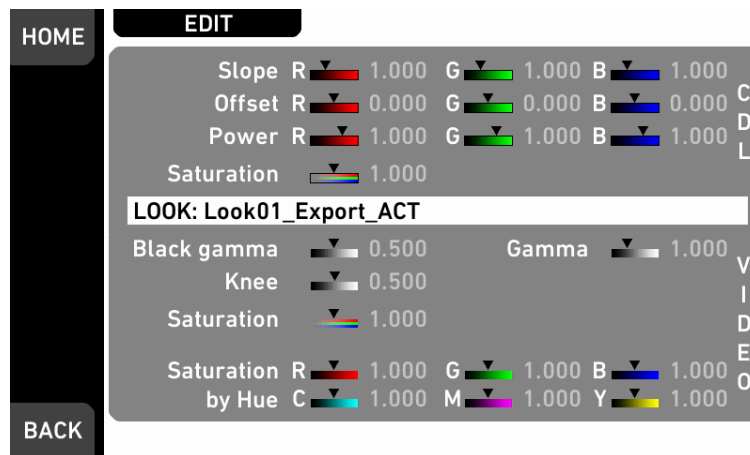 HOME
EDIT
Slope R 1.000 G 1.000 B 1.000
Offset R 0.000 G 0.000 B 0.000
Power R 1.000 G 1.000 B 1.000
Saturation 1.000
CDL
LOOK: Look01_Export_ACT
Black gamma 0.500 Gamma 1.000
Knee 0.500
Saturation 1.000
Saturation R 1.000 G 1.000 B 1.000
by Hue C 1.000 M 1.000 Y 1.000
VIDEO
BACK